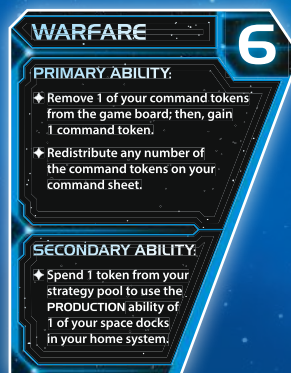 WARFARE
6
PRIMARY ABILITY:
Remove 1 of your command tokens
from the game board; then, gain
1 command token.
Redistribute any number of
the command tokens on your
command sheet.
SECONDARY ABILITY:
Spend 1 token from your
strategy pool to use the
PRODUCTION ability of
1 of your space docks
in your home system.